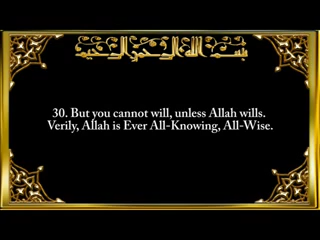 بسم الله الرحمن الرحيم
30. But you cannot will, unless Allah wills.
Verily, Allah is Ever All-Knowing, All-Wise.